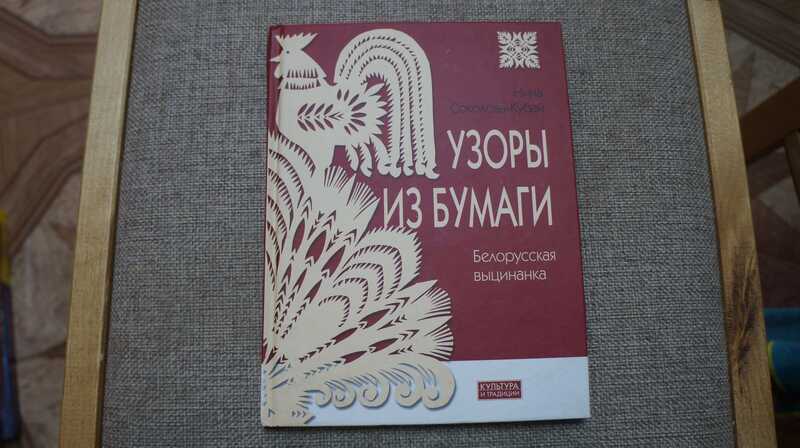 Нина
Соколова-Кубай
УЗОРЫ
ИЗ БУМАГИ
Белорусская
выцинанка
КУЛЬТУРА
И ТРАДИЦИИ